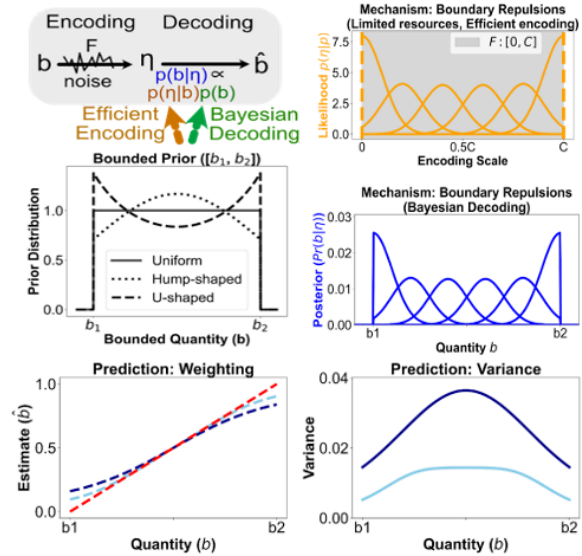 Encoding Decoding
b F noise η b̂
p(b|η) ∝
p(η|b)p(b)
Efficient Encoding
Bayesian Decoding
Mechanism: Boundary Repulsions
(Limited resources, Efficient encoding)
F:[0, C]
Likelihood p(η|p)
7.5
5.0
2.5
0.0
0 0.5C C
Encoding Scale
Bounded Prior ([b₁, b₂])
Prior Distribution
1.0
0.5
0.0
Uniform
Hump-shaped
U-shaped
b₁ b₂
Bounded Quantity (b)
Mechanism: Boundary Repulsions
(Bayesian Decoding)
Posterior (Pr(b|η))
0.03
0.02
0.01
0.00
b1 b2
Quantity b
Prediction: Weighting
Estimate (b̂)
1.0
0.5
0.0
b1 b2
Quantity (b)
Prediction: Variance
Variance
0.04
0.02
0.00
b1 b2
Quantity (b)